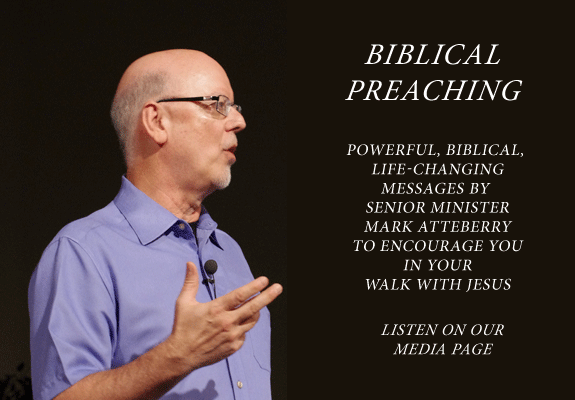 BIBLICAL
PREACHING
POWERFUL, BIBLICAL,
LIFE-CHANGING
MESSAGES BY
SENIOR MINISTER
MARK ATTEBERRY
TO ENCOURAGE YOU
IN YOUR
WALK WITH JESUS
LISTEN ON OUR
MEDIA PAGE